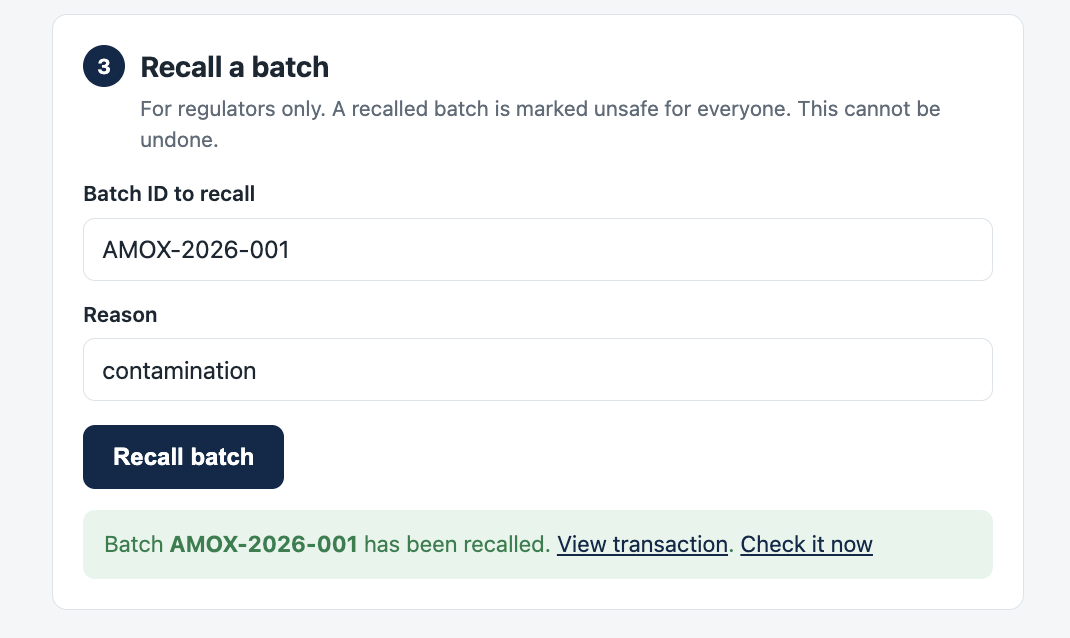 3
Recall a batch
For regulators only. A recalled batch is marked unsafe for everyone. This cannot be
undone.
Batch ID to recall
AMOX-2026-001
Reason
contamination
Recall batch
Batch AMOX-2026-001 has been recalled. View transaction. Check it now